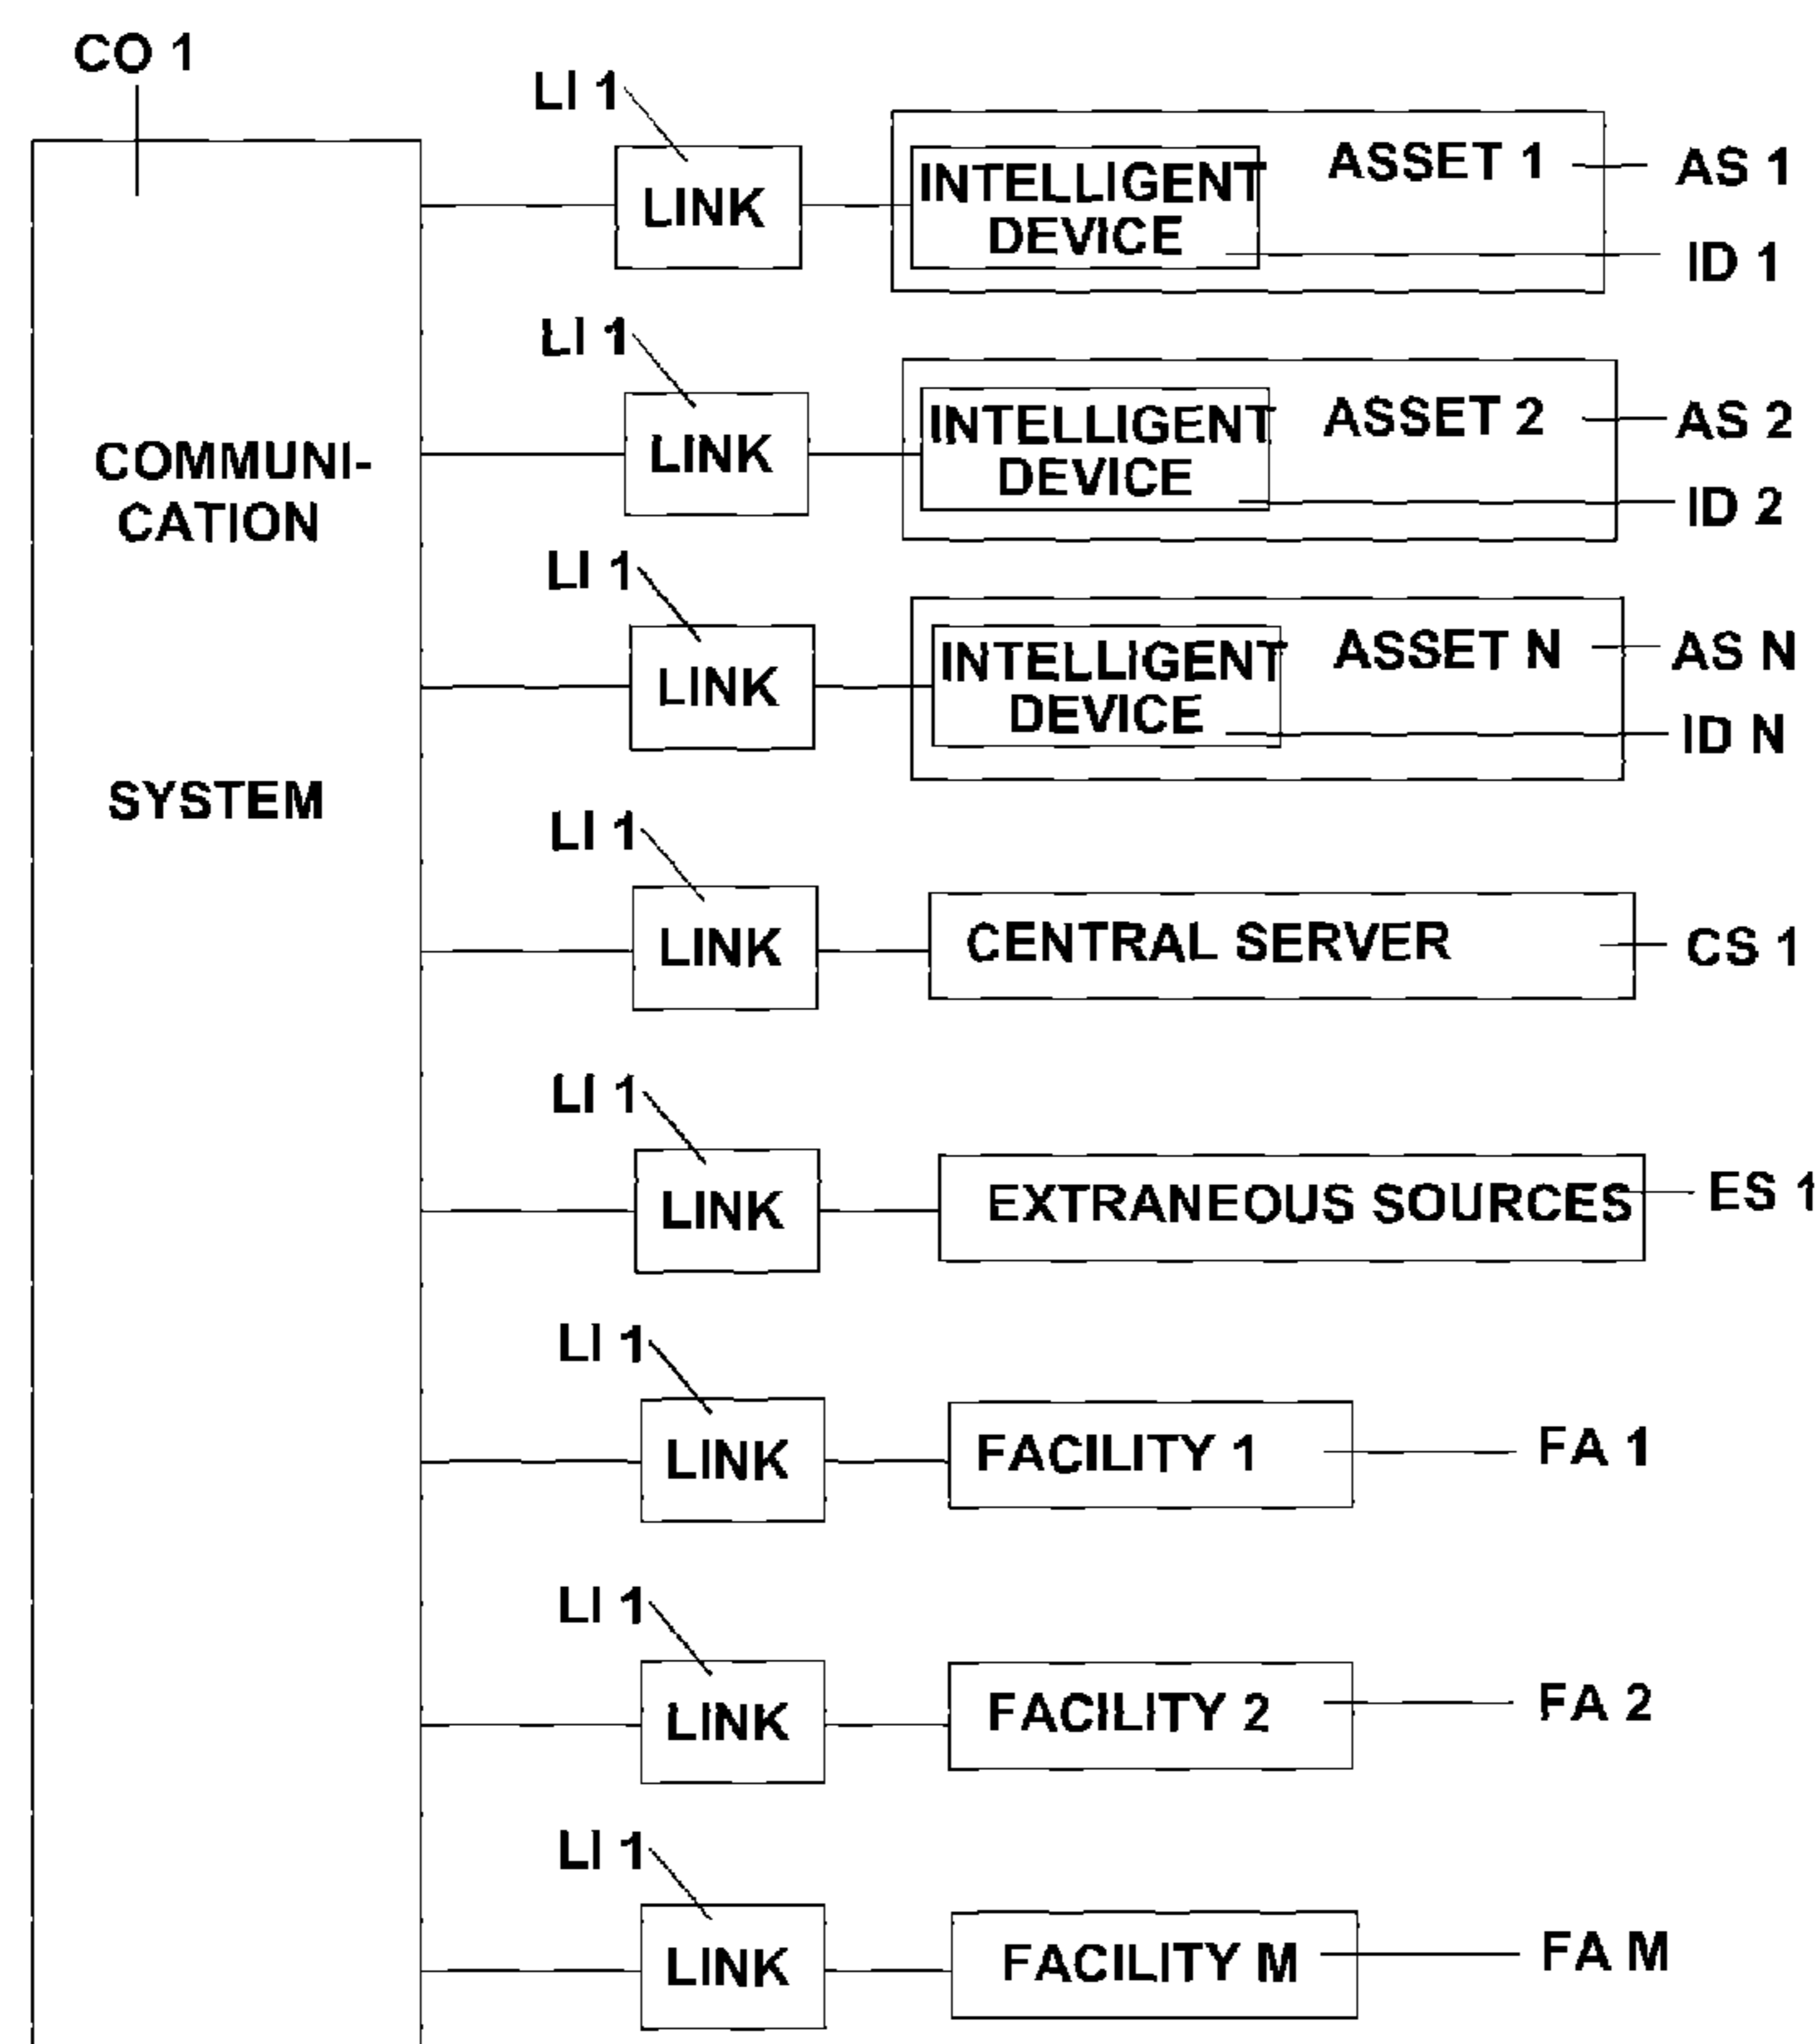 CO 1
COMMUNI-
CATION
SYSTEM
LI 1
LINK
INTELLIGENT
DEVICE
ASSET 1
AS 1
ID 1
LI 1
LINK
INTELLIGENT
DEVICE
ASSET 2
AS 2
ID 2
LI 1
LINK
INTELLIGENT
DEVICE
ASSET N
AS N
ID N
LI 1
LINK
CENTRAL SERVER
CS 1
LI 1
LINK
EXTRANEOUS SOURCES
ES 1
LI 1
LINK
FACILITY 1
FA 1
LI 1
LINK
FACILITY 2
FA 2
LI 1
LINK
FACILITY M
FA M